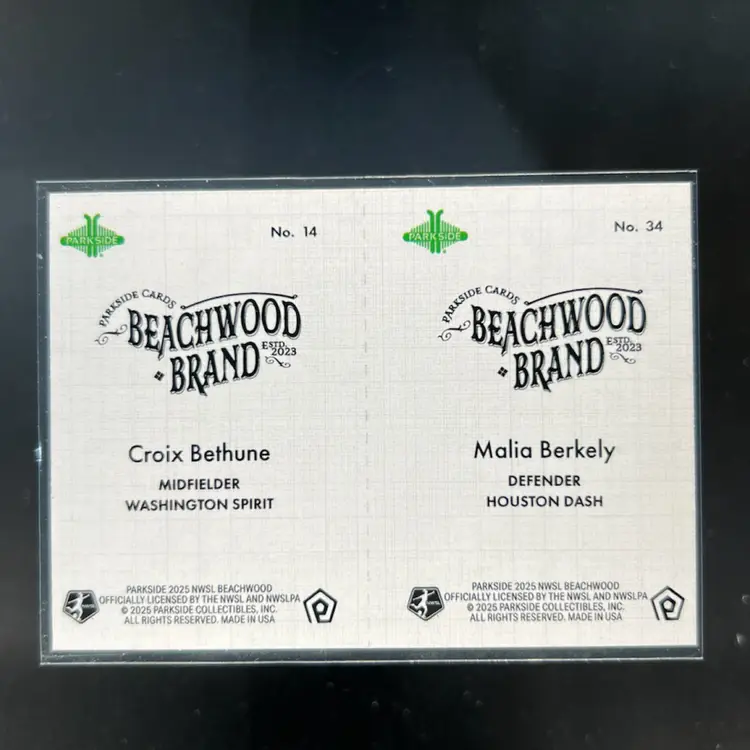 PARKSIDE
No. 14
PARKSIDE CARDS
BEACHWOOD
BRAND
ESTD.
2023
Croix Bethune
MIDFIELDER
WASHINGTON SPIRIT
PARKSIDE 2025 NWSL BEACHWOOD
OFFICIALLY LICENSED BY THE NWSL AND NWSLPA
© 2025 PARKSIDE COLLECTIBLES, INC.
ALL RIGHTS RESERVED. MADE IN USA
PARKSIDE
No. 34
PARKSIDE CARDS
BEACHWOOD
BRAND
ESTD.
2023
Malia Berkely
DEFENDER
HOUSTON DASH
PARKSIDE 2025 NWSL BEACHWOOD
OFFICIALLY LICENSED BY THE NWSL AND NWSLPA
© 2025 PARKSIDE COLLECTIBLES, INC.
ALL RIGHTS RESERVED. MADE IN USA